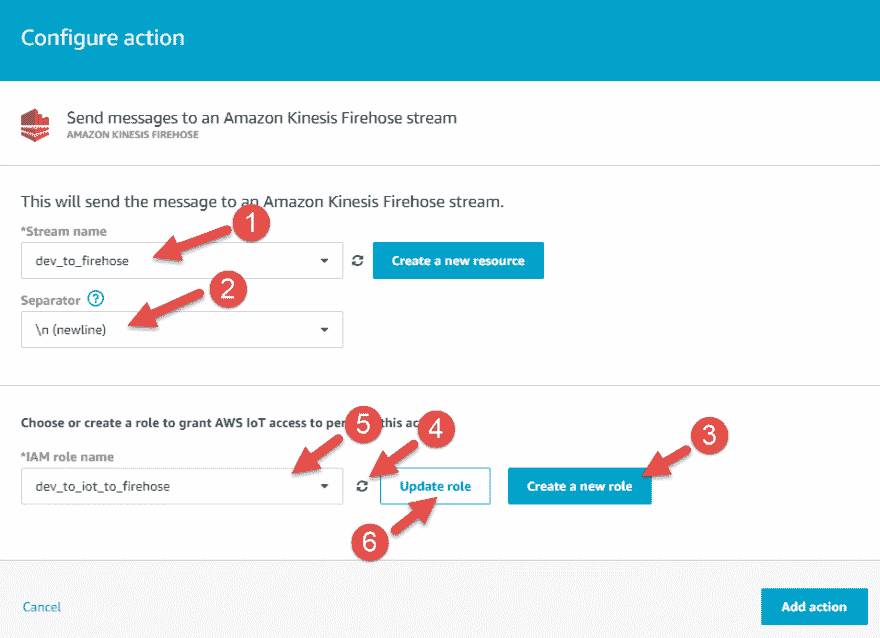 Configure action
Send messages to an Amazon Kinesis Firehose stream
AMAZON KINESIS FIREHOSE
This will send the message to an Amazon Kinesis Firehose stream.
1
*Stream name
dev_to_firehose
Create a new resource
2
Separator ?
\n (newline)
Choose or create a role to grant AWS IoT access to per this ac
5
4
3
*IAM role name
dev_to_iot_to_firehose
Update role
Create a new role
6
Cancel
Add action